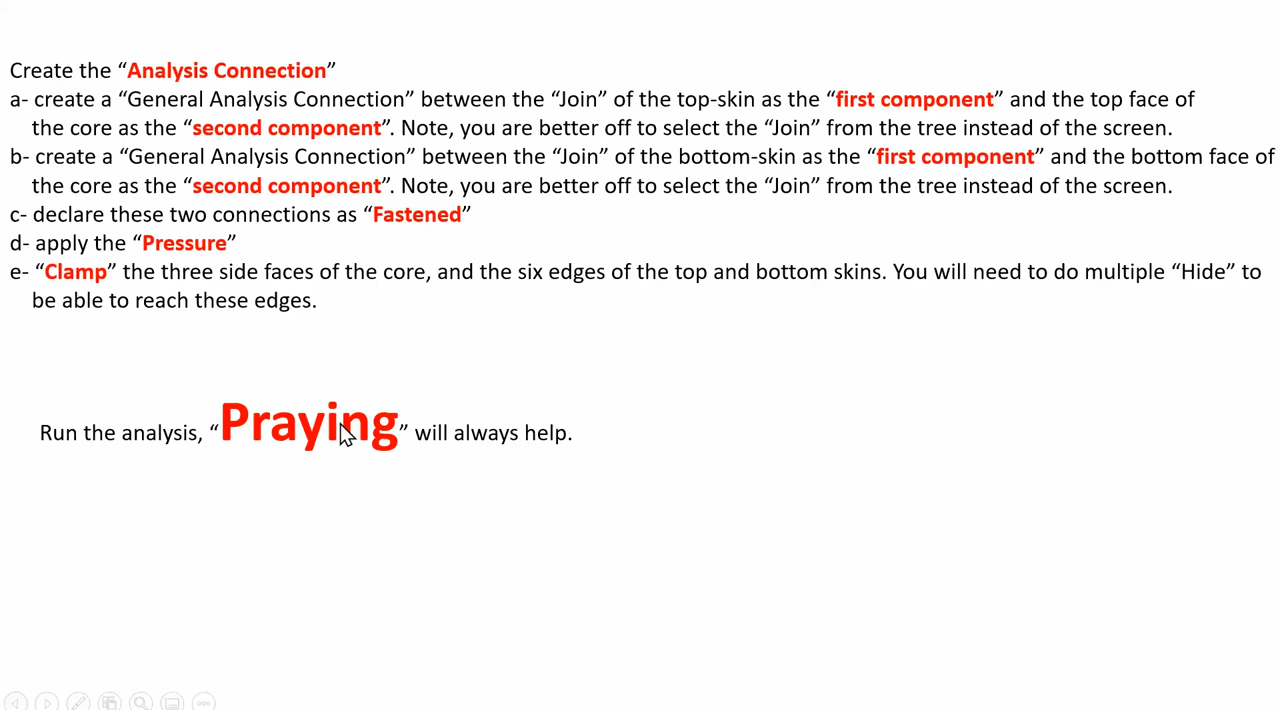 Create the “Analysis Connection”
a- create a “General Analysis Connection” between the “Join” of the top-skin as the “first component” and the top face of
the core as the “second component”. Note, you are better off to select the “Join” from the tree instead of the screen.
b- create a “General Analysis Connection” between the “Join” of the bottom-skin as the “first component” and the bottom face of
the core as the “second component”. Note, you are better off to select the “Join” from the tree instead of the screen.
c- declare these two connections as “Fastened”
d- apply the “Pressure”
e- “Clamp” the three side faces of the core, and the six edges of the top and bottom skins. You will need to do multiple “Hide” to
be able to reach these edges.
Run the analysis, “Praying” will always help.